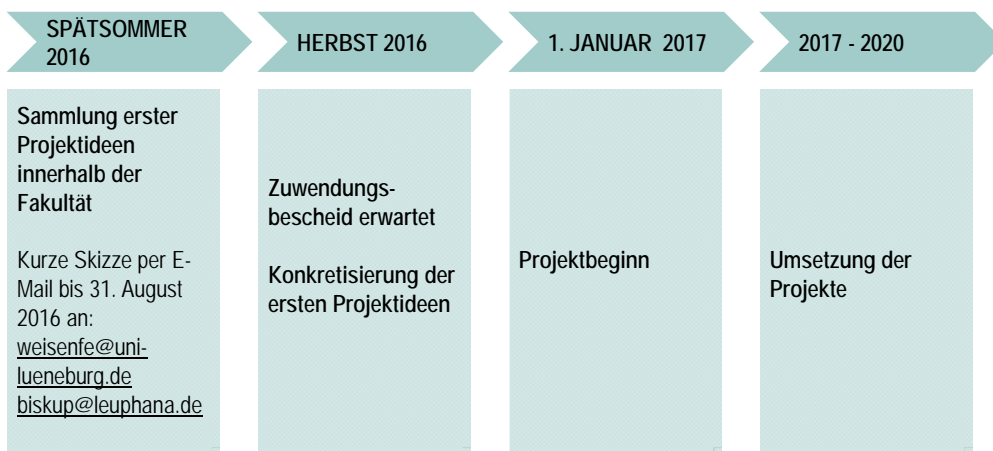 SPÄTSOMMER
2016
HERBST 2016
1. JANUAR 2017
2017 - 2020
Sammlung erster
Projektideen
innerhalb der
Fakultät
Kurze Skizze per E-
Mail bis 31. August
2016 an:
weisenfe@uni-
lueneburg.de
biskup@leuphana.de
Zuwendungs-
bescheid erwartet
Konkretisierung der
ersten Projektideen
Projektbeginn
Umsetzung der
Projekte